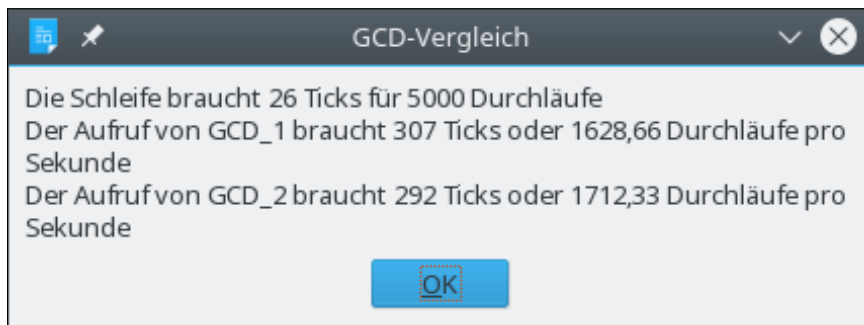 GCD-Vergleich
Die Schleife braucht 26 Ticks für 5000 Durchläufe
Der Aufruf von GCD_1 braucht 307 Ticks oder 1628,66 Durchläufe pro
Sekunde
Der Aufruf von GCD_2 braucht 292 Ticks oder 1712,33 Durchläufe pro
Sekunde
OK